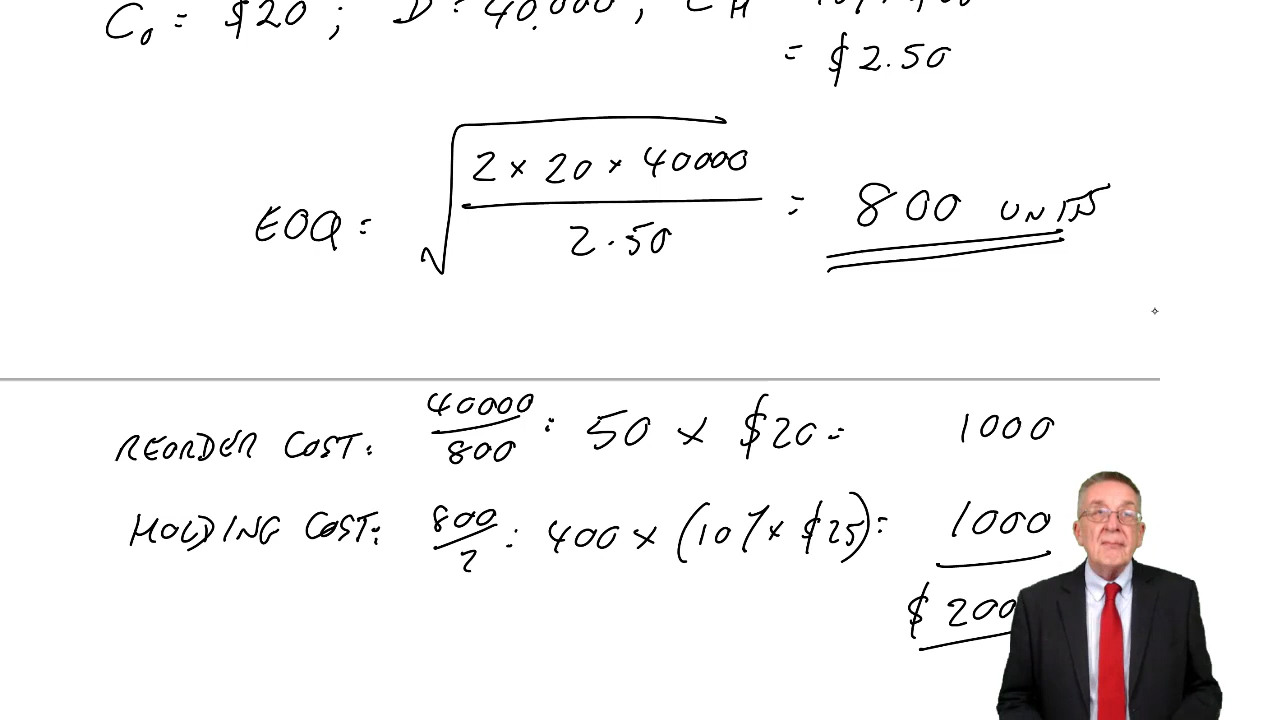 C₀ = $20 ; D = 40,000 , C H
= $2.50
EOQ = √ 2 × 20 × 40000 / 2.50 = 800 UNITS
REORDER COST: 40000 / 800 = 50 × $20 = 1000
HOLDING COST: 800 / 2 = 400 × (10% × $25) = 1000
$ 200